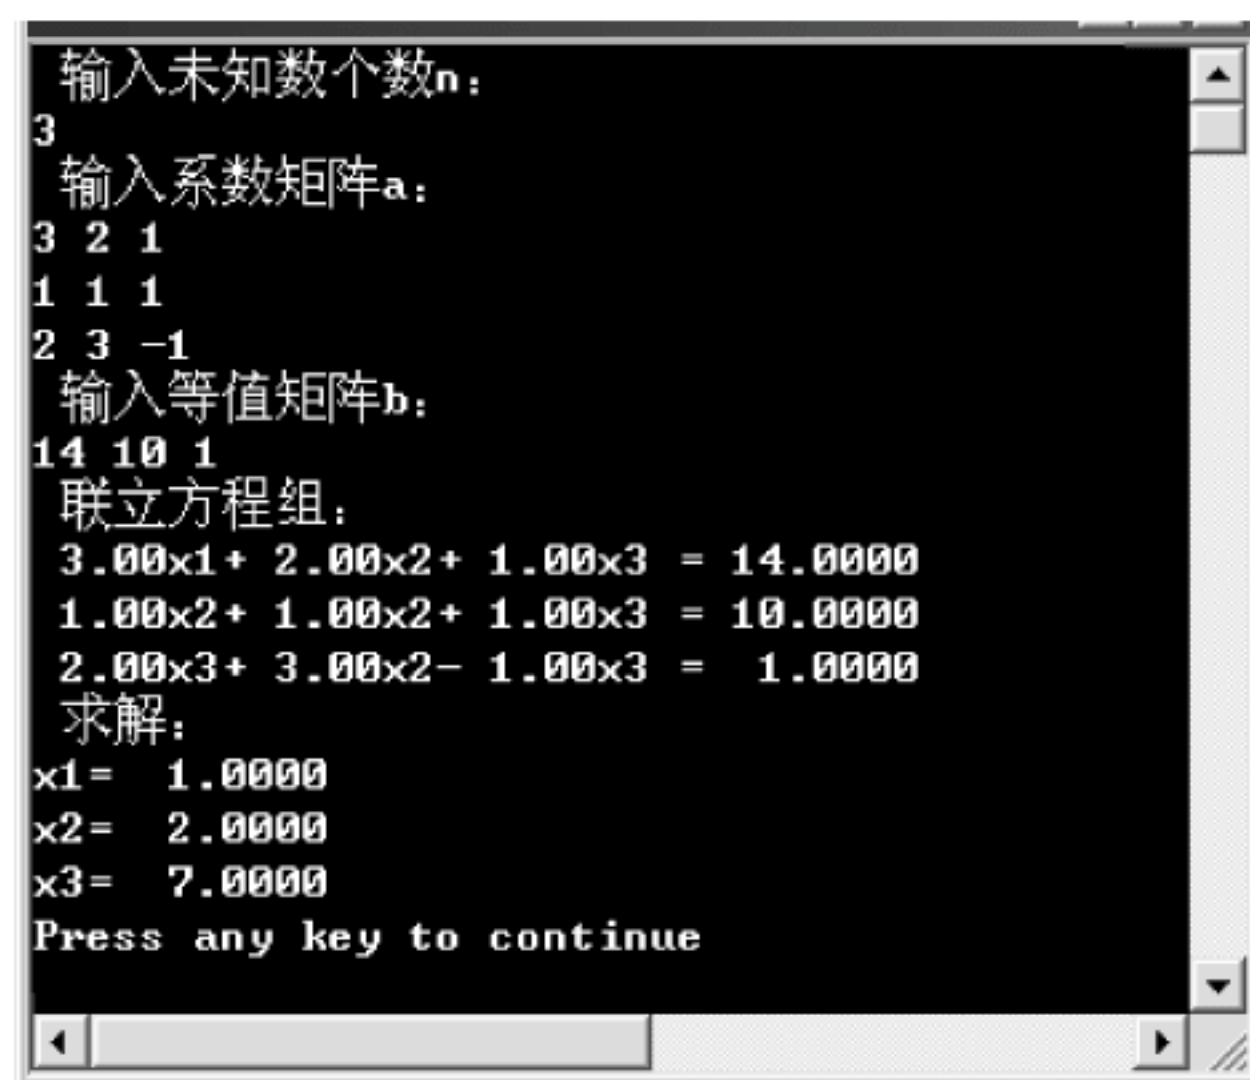 输入未知数个数n：
3
输入系数矩阵a：
3 2 1
1 1 1
2 3 -1
输入等值矩阵b：
14 10 1
联立方程组：
3.00x1+ 2.00x2+ 1.00x3 = 14.0000
1.00x2+ 1.00x2+ 1.00x3 = 10.0000
2.00x3+ 3.00x2- 1.00x3 =  1.0000
求解：
x1=  1.0000
x2=  2.0000
x3=  7.0000
Press any key to continue